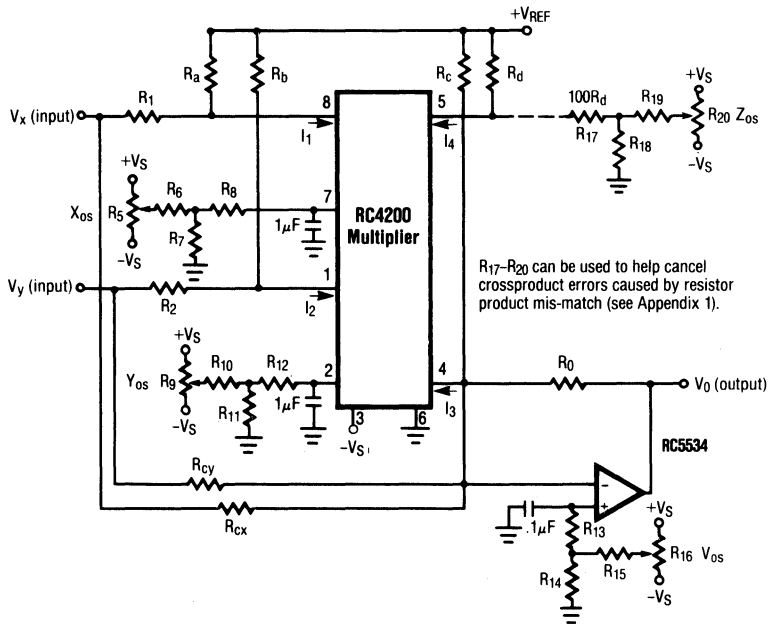 +VREF
Ra
Rb
Rc
Rd
Vx (input)
R1
8
I1
5
I4
100Rd
R17
R19
R18
+VS
R20 Zos
-VS
+VS
Xos
R5
-VS
R6
R8
R7
7
1µF
RC4200
Multiplier
R17–R20 can be used to help cancel
crossproduct errors caused by resistor
product mis-match (see Appendix 1).
Vy (input)
R2
1
I2
+VS
Yos
R9
-VS
R10
R12
R11
2
1µF
3
-VS
6
4
I3
R0
V0 (output)
RC5534
Rcy
Rcx
-
+
.1µF
R13
R14
R15
+VS
R16 Vos
-VS